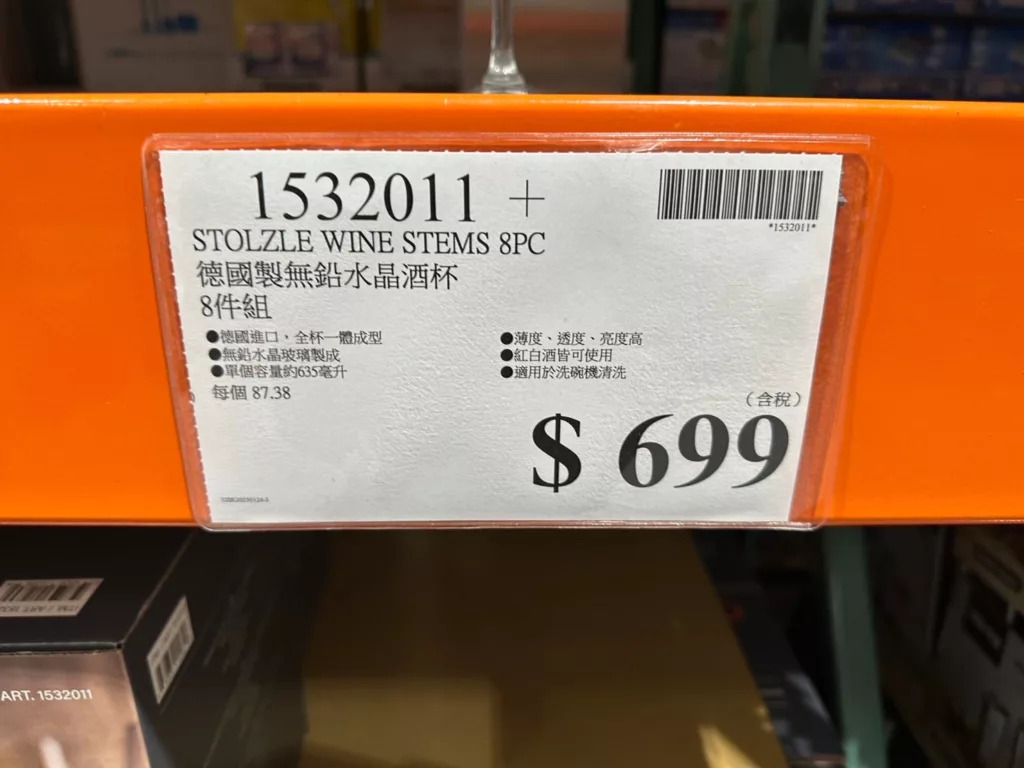 1532011 +
*1532011*
STOLZLE WINE STEMS 8PC
德國製無鉛水晶酒杯
8件組
●德國進口，全杯一體成型
●無鉛水晶玻璃製成
●單個容量約635毫升
每個 87.38
●薄度、透度、亮度高
●紅白酒皆可使用
●適用於洗碗機清洗
（含稅）
$ 699
ART. 1532011